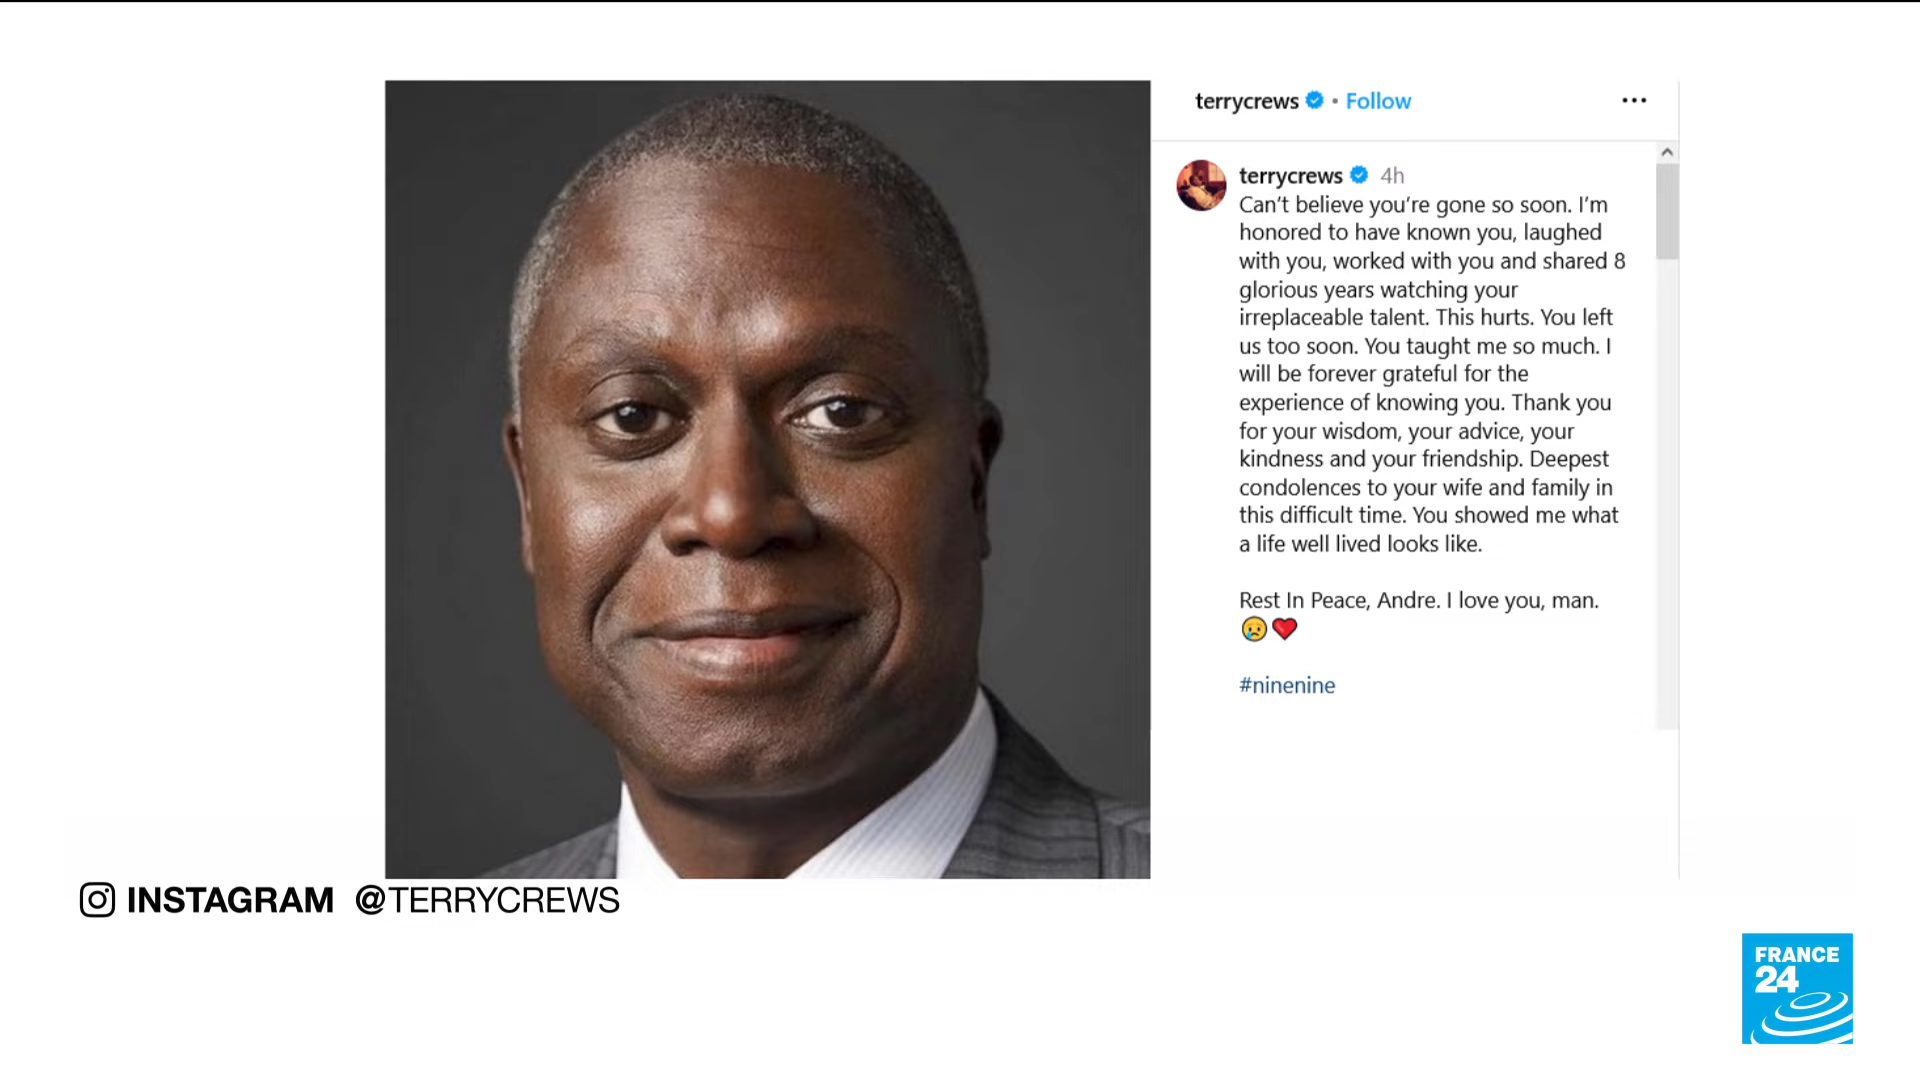 terrycrews • Follow
terrycrews 4h
Can’t believe you’re gone so soon. I’m
honored to have known you, laughed
with you, worked with you and shared 8
glorious years watching your
irreplaceable talent. This hurts. You left
us too soon. You taught me so much. I
will be forever grateful for the
experience of knowing you. Thank you
for your wisdom, your advice, your
kindness and your friendship. Deepest
condolences to your wife and family in
this difficult time. You showed me what
a life well lived looks like.
Rest In Peace, Andre. I love you, man.
😢❤️
#ninenine
INSTAGRAM @TERRYCREWS
FRANCE
24